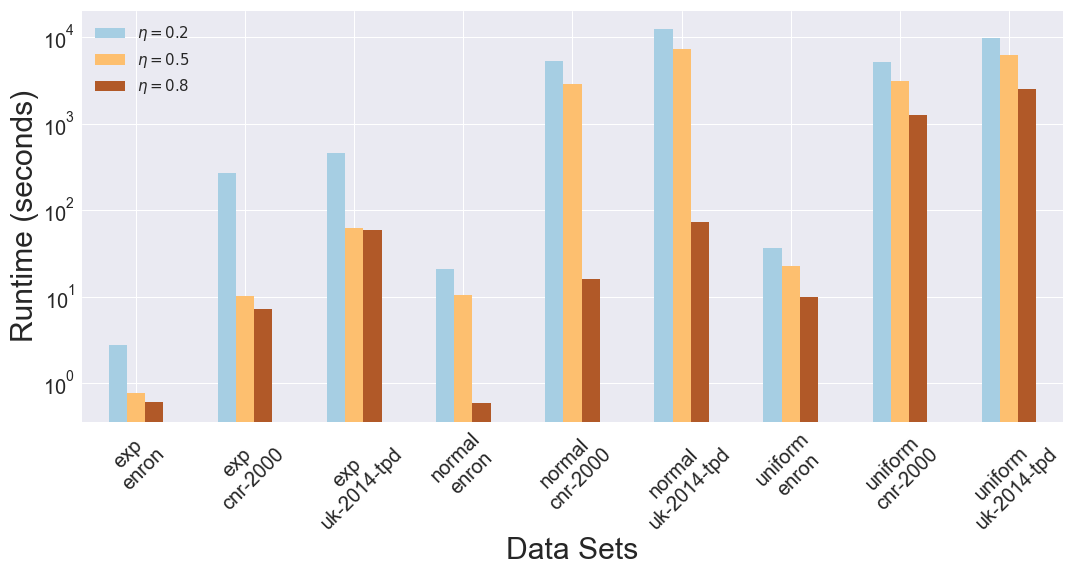 η = 0.2
η = 0.5
η = 0.8
Runtime (seconds)
10^4
10^3
10^2
10^1
10^0
exp
enron
exp
cnr-2000
exp
uk-2014-tpd
normal
enron
normal
cnr-2000
normal
uk-2014-tpd
uniform
enron
uniform
cnr-2000
uniform
uk-2014-tpd
Data Sets